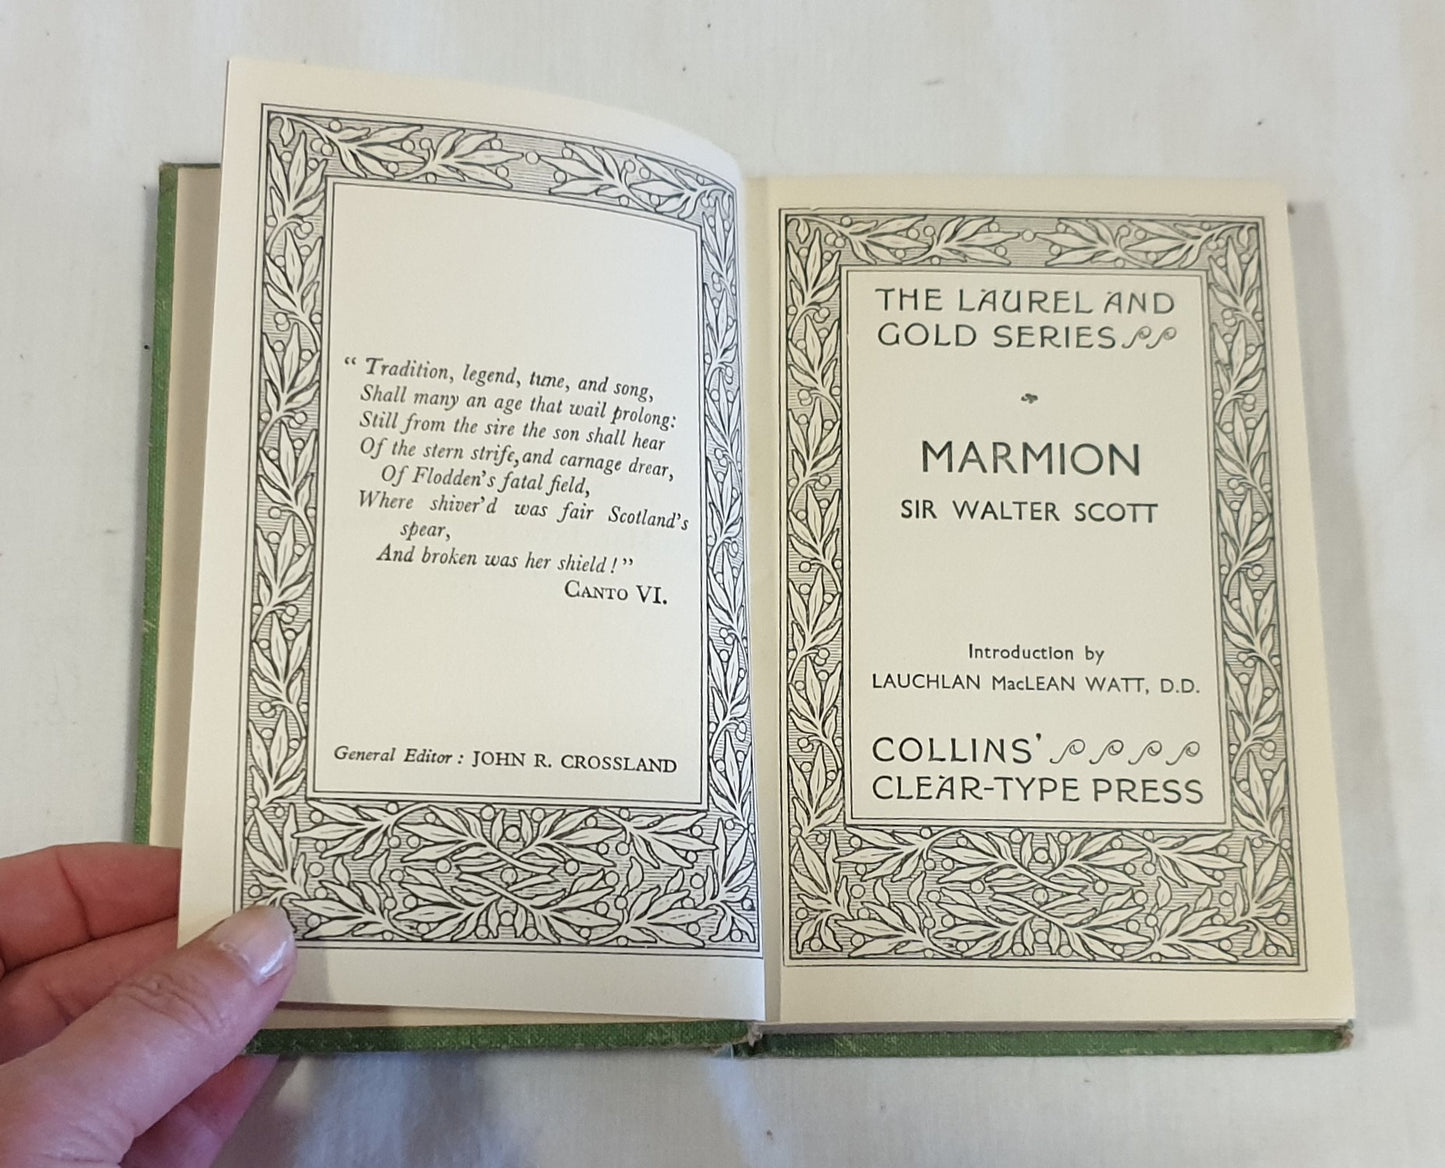 “ Tradition, legend, tune, and song,
Shall many an age that wail prolong:
Still from the sire the son shall hear
Of the stern strife, and carnage drear,
Of Flodden's fatal field,
Where shiver'd was fair Scotland's
spear,
And broken was her shield ! ”
CANTO VI.
General Editor : JOHN R. CROSSLAND
THE LAUREL AND
GOLD SERIES
MARMION
SIR WALTER SCOTT
Introduction by
LAUCHLAN MacLEAN WATT, D.D.
COLLINS'
CLEAR-TYPE PRESS